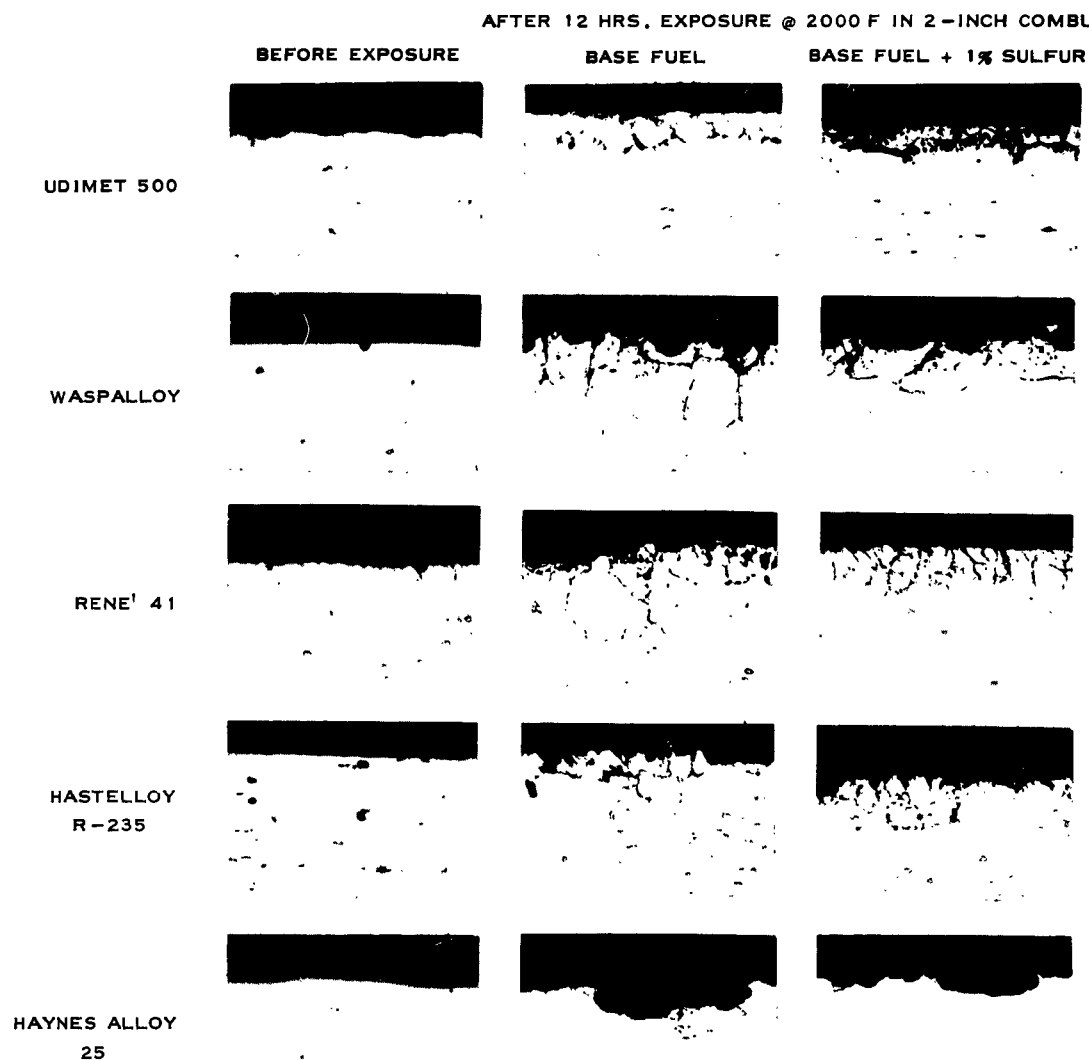 AFTER 12 HRS. EXPOSURE @ 2000 F IN 2-INCH
BEFORE EXPOSURE
BASE FUEL
BASE FUEL + 1% SULFUR
UDIMET 500
WASPALLOY
RENE' 41
HASTELLOY
R-235
HAYNES ALLOY
25